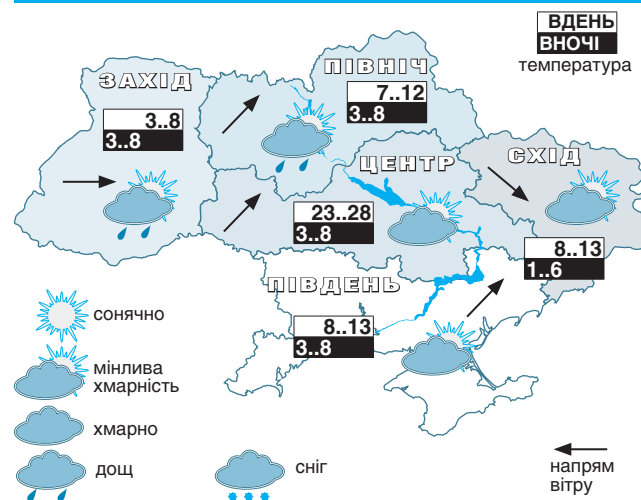 ВДЕНЬ
ВНОЧІ
температура
ЗАХІД
3..8
3..8
ПІВНІЧ
7..12
3..8
ЦЕНТР
23..28
3..8
СХІД
8..13
1..6
ПІВДЕНЬ
8..13
3..8
сонячно
мінлива
хмарність
хмарно
дощ
сніг
напрям
вітру